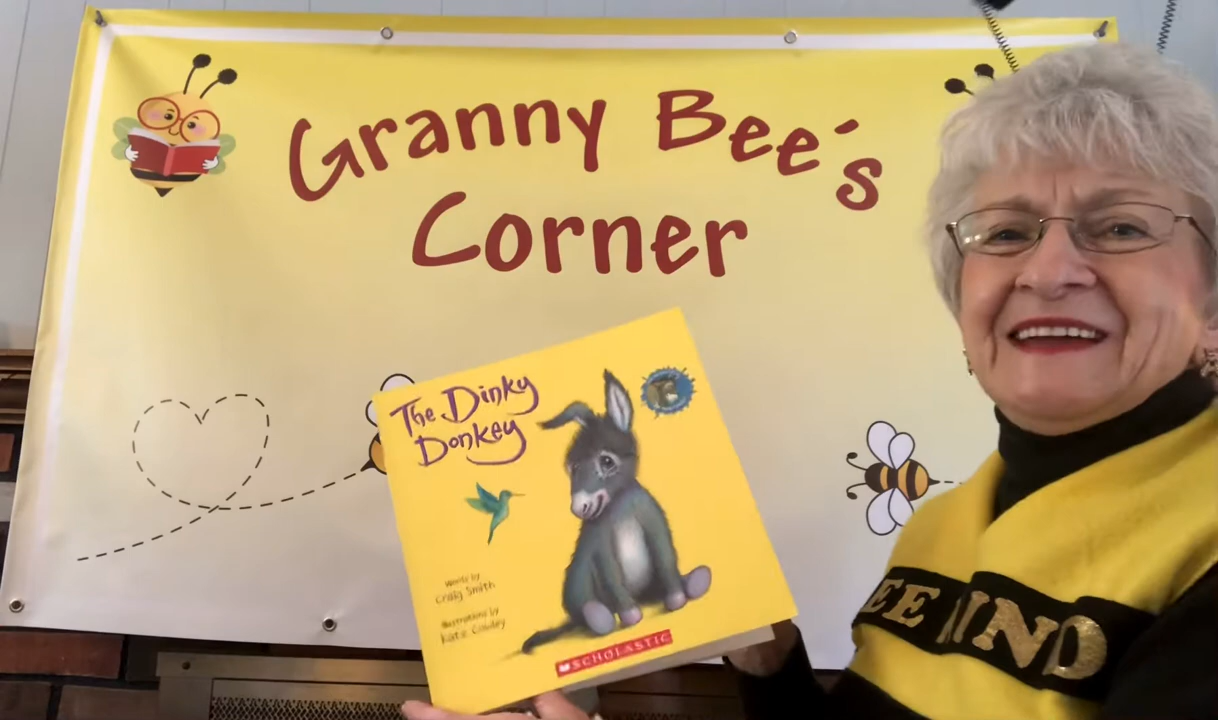 Granny Bee's
Corner
The Dinky
Donkey
Words by
Craig Smith
Illustrations by
Katz Cowley
SCHOLASTIC
EE KIND